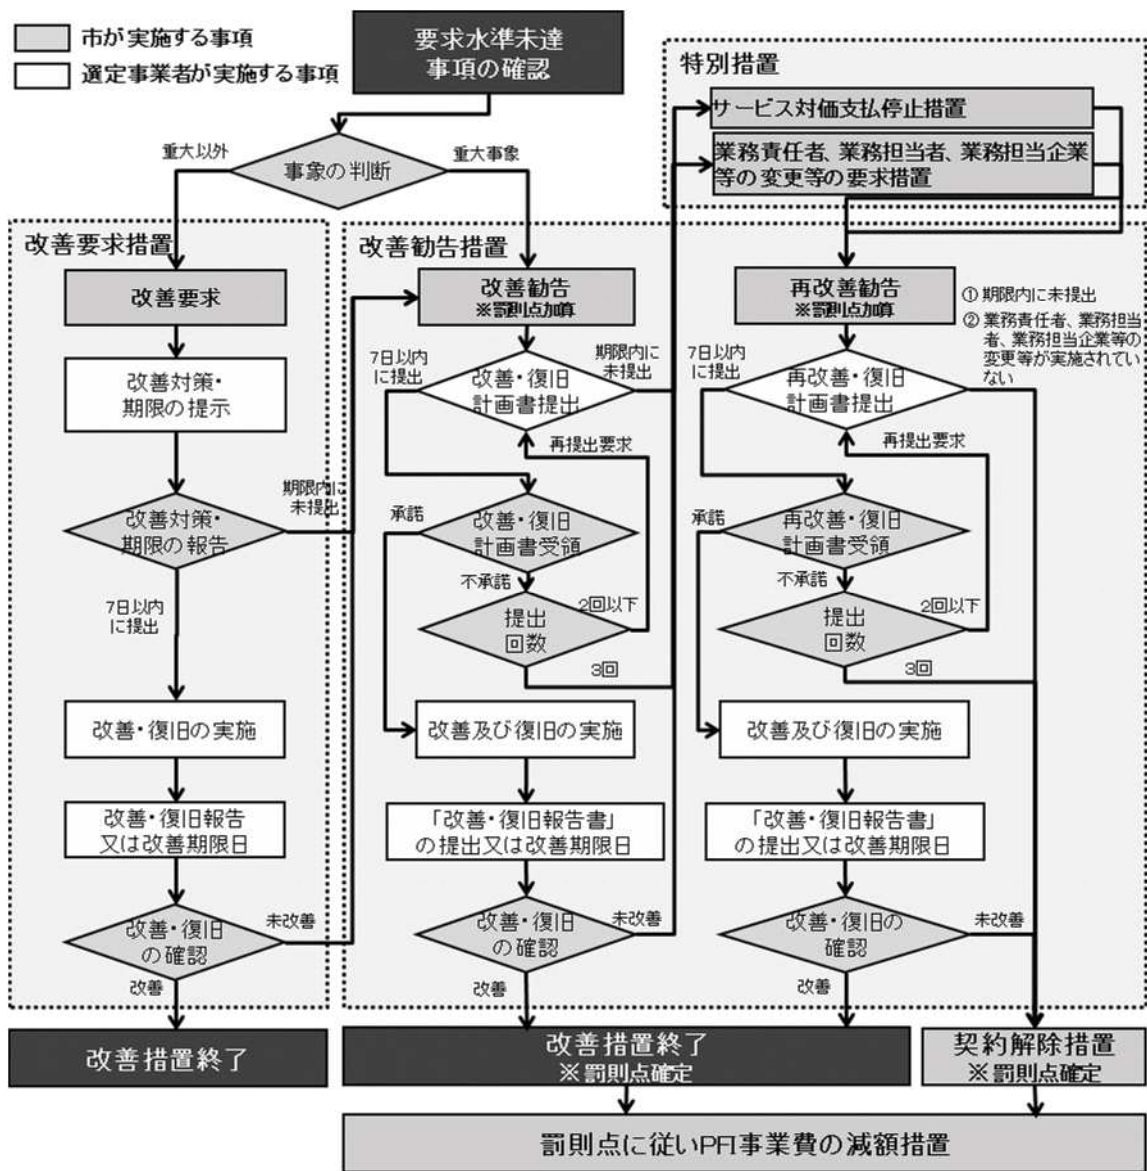 市が実施する事項
選定事業者が実施する事項
要求水準未達
事項の確認
特別措置
サービス対価支払停止措置
業務責任者、業務担当者、業務担当企業
等の変更等の要求措置
重大以外
事象の判断
重大事象
改善要求措置
改善要求
改善対策・
期限の提示
改善対策・
期限の報告
期限内に
未提出
7日以内
に提出
改善・復旧の実施
改善・復旧報告
又は改善期限日
改善・復旧
の確認
未改善
改善
改善措置終了
改善勧告措置
改善勧告
※罰則点加算
7日以内
に提出
改善・復旧
計画書提出
期限内に
未提出
再提出要求
承諾
改善・復旧
計画書受領
不承諾
提出
回数
2回以下
3回
改善及び復旧の実施
「改善・復旧報告書」
の提出又は改善期限日
改善・復旧
の確認
未改善
改善
再改善勧告
※罰則点加算
① 期限内に未提出
② 業務責任者、業務担当
者、業務担当企業等の
変更等が実施されてい
ない
7日以内
に提出
再改善・復旧
計画書提出
再提出要求
承諾
再改善・復旧
計画書受領
不承諾
提出
回数
2回以下
3回
改善及び復旧の実施
「改善・復旧報告書」
の提出又は改善期限日
改善・復旧の
確認
未改善
改善
改善措置終了
※罰則点確定
契約解除措置
※罰則点確定
罰則点に従いPFI事業費の減額措置